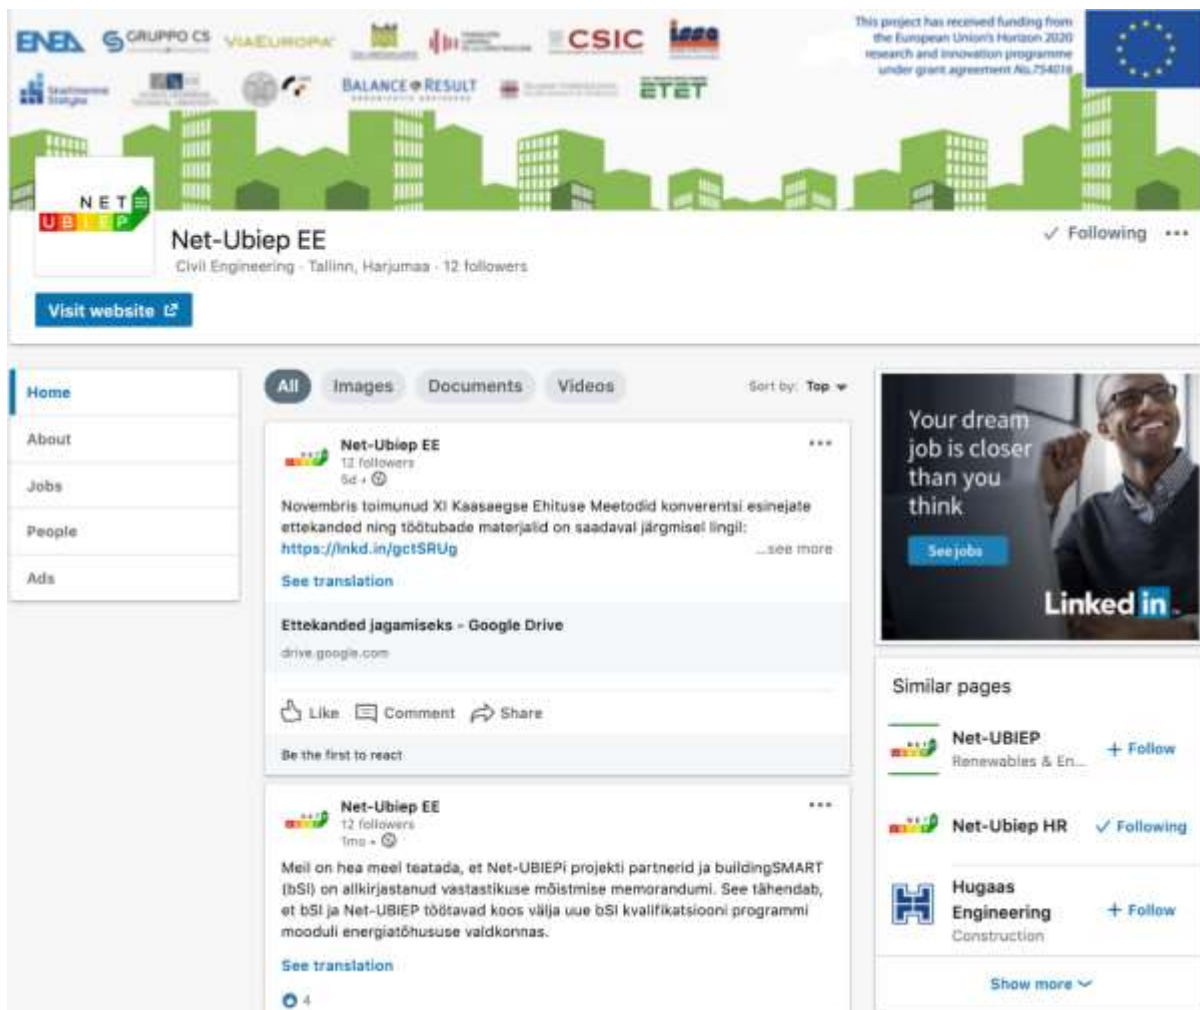 ENEA
GRUPPO CS
VIAEUROPA
CSIC
issa
This project has received funding from
the European Union's Horizon 2020
research and innovation programme
under grant agreement No.754016
BALANCE RESULT
ETET
NET
UBIEP
Net-Ubiep EE
Civil Engineering · Tallinn, Harjumaa · 12 followers
✓ Following ···
Visit website
Home
About
Jobs
People
Ads
All Images Documents Videos Sort by: Top
Net-Ubiep EE
12 followers
5d •
Novembris toimunud XI Kaasaegse Ehituse Meetodid konverentsi esinejate
ettekanded ning töötubade materjalid on saadaval järgmisel lingil:
https://lnkd.in/gctSRUg ...see more
See translation
Ettekanded jagamiseks - Google Drive
drive.google.com
Like Comment Share
Be the first to react
Net-Ubiep EE
12 followers
1mo •
Meil on hea meel teatada, et Net-UBIEPi projekti partnerid ja buildingSMART
(bSI) on allkirjastanud vastastikuse mõistmise memorandumi. See tähendab,
et bSI ja Net-UBIEP töötavad koos välja uue bSI kvalifikatsiooni programmi
mooduli energiatõhususe valdkonnas.
See translation
4
Your dream
job is closer
than you
think
See jobs
Linked in
Similar pages
Net-UBIEP
Renewables & En...
+ Follow
Net-Ubiep HR
✓ Following
Hugaas
Engineering
Construction
+ Follow
Show more